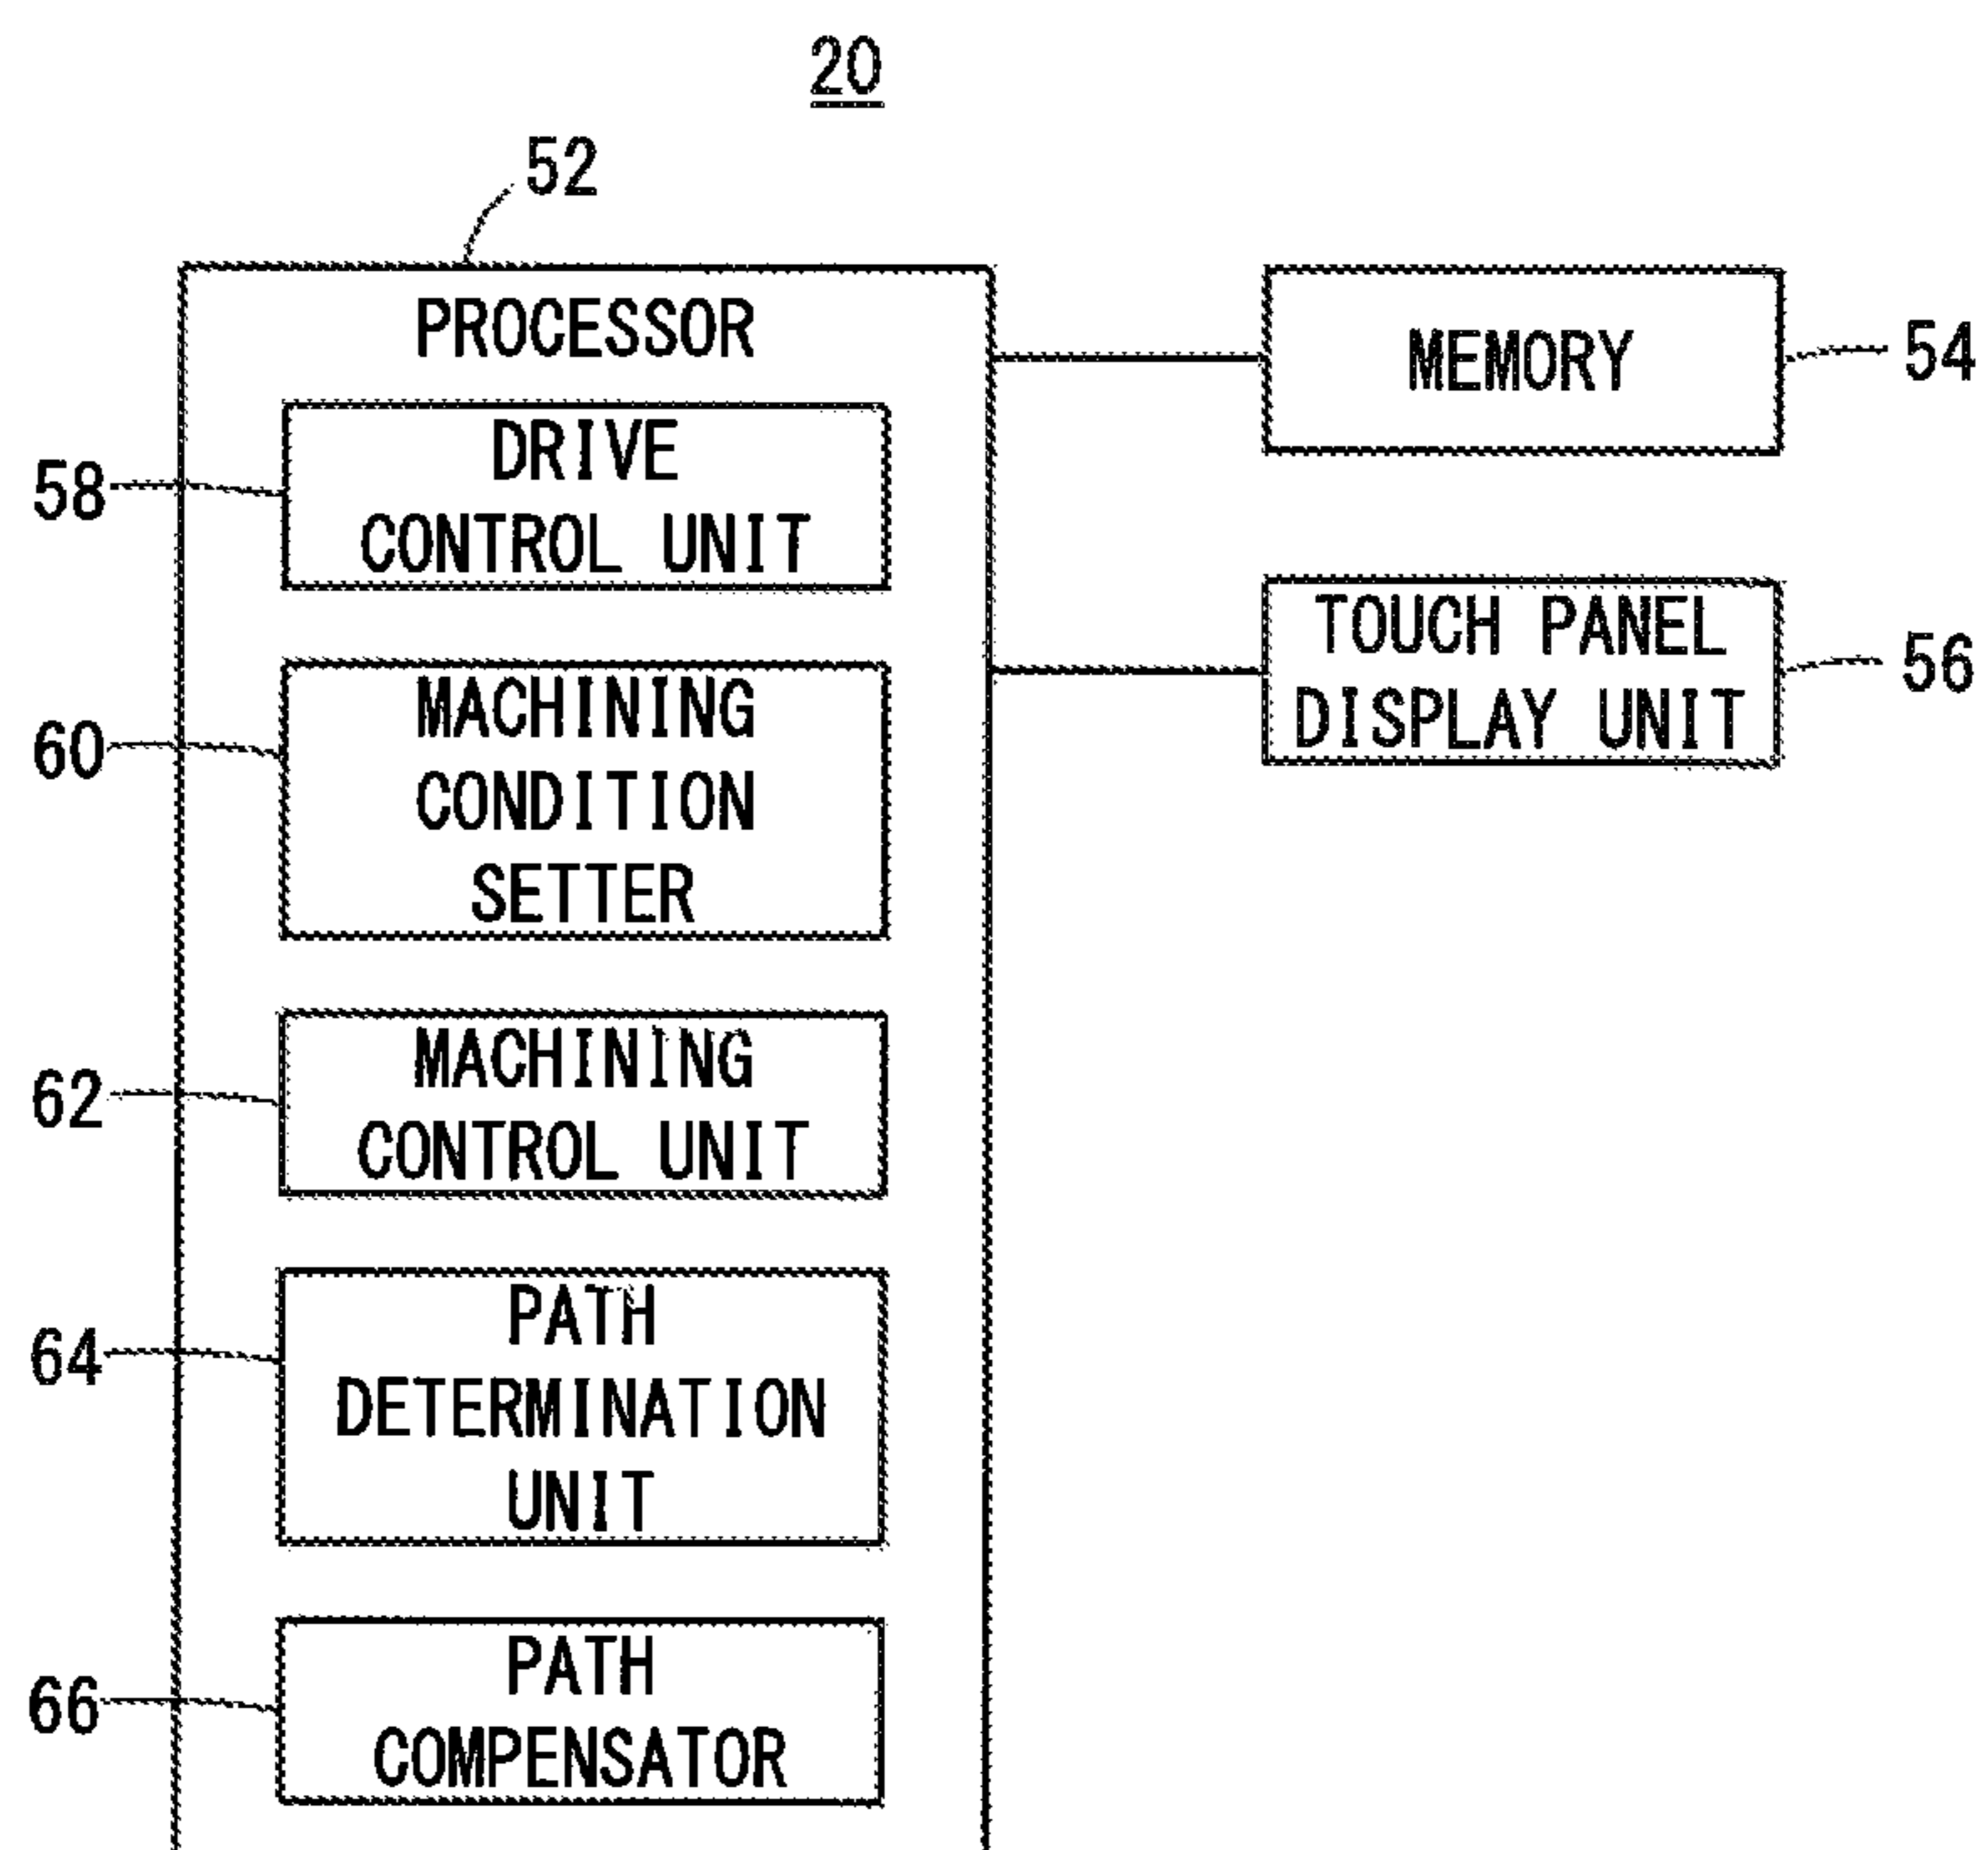 20
52
PROCESSOR
MEMORY
54
58
DRIVE
CONTROL UNIT
TOUCH PANEL
DISPLAY UNIT
56
60
MACHINING
CONDITION
SETTER
62
MACHINING
CONTROL UNIT
64
PATH
DETERMINATION
UNIT
66
PATH
COMPENSATOR